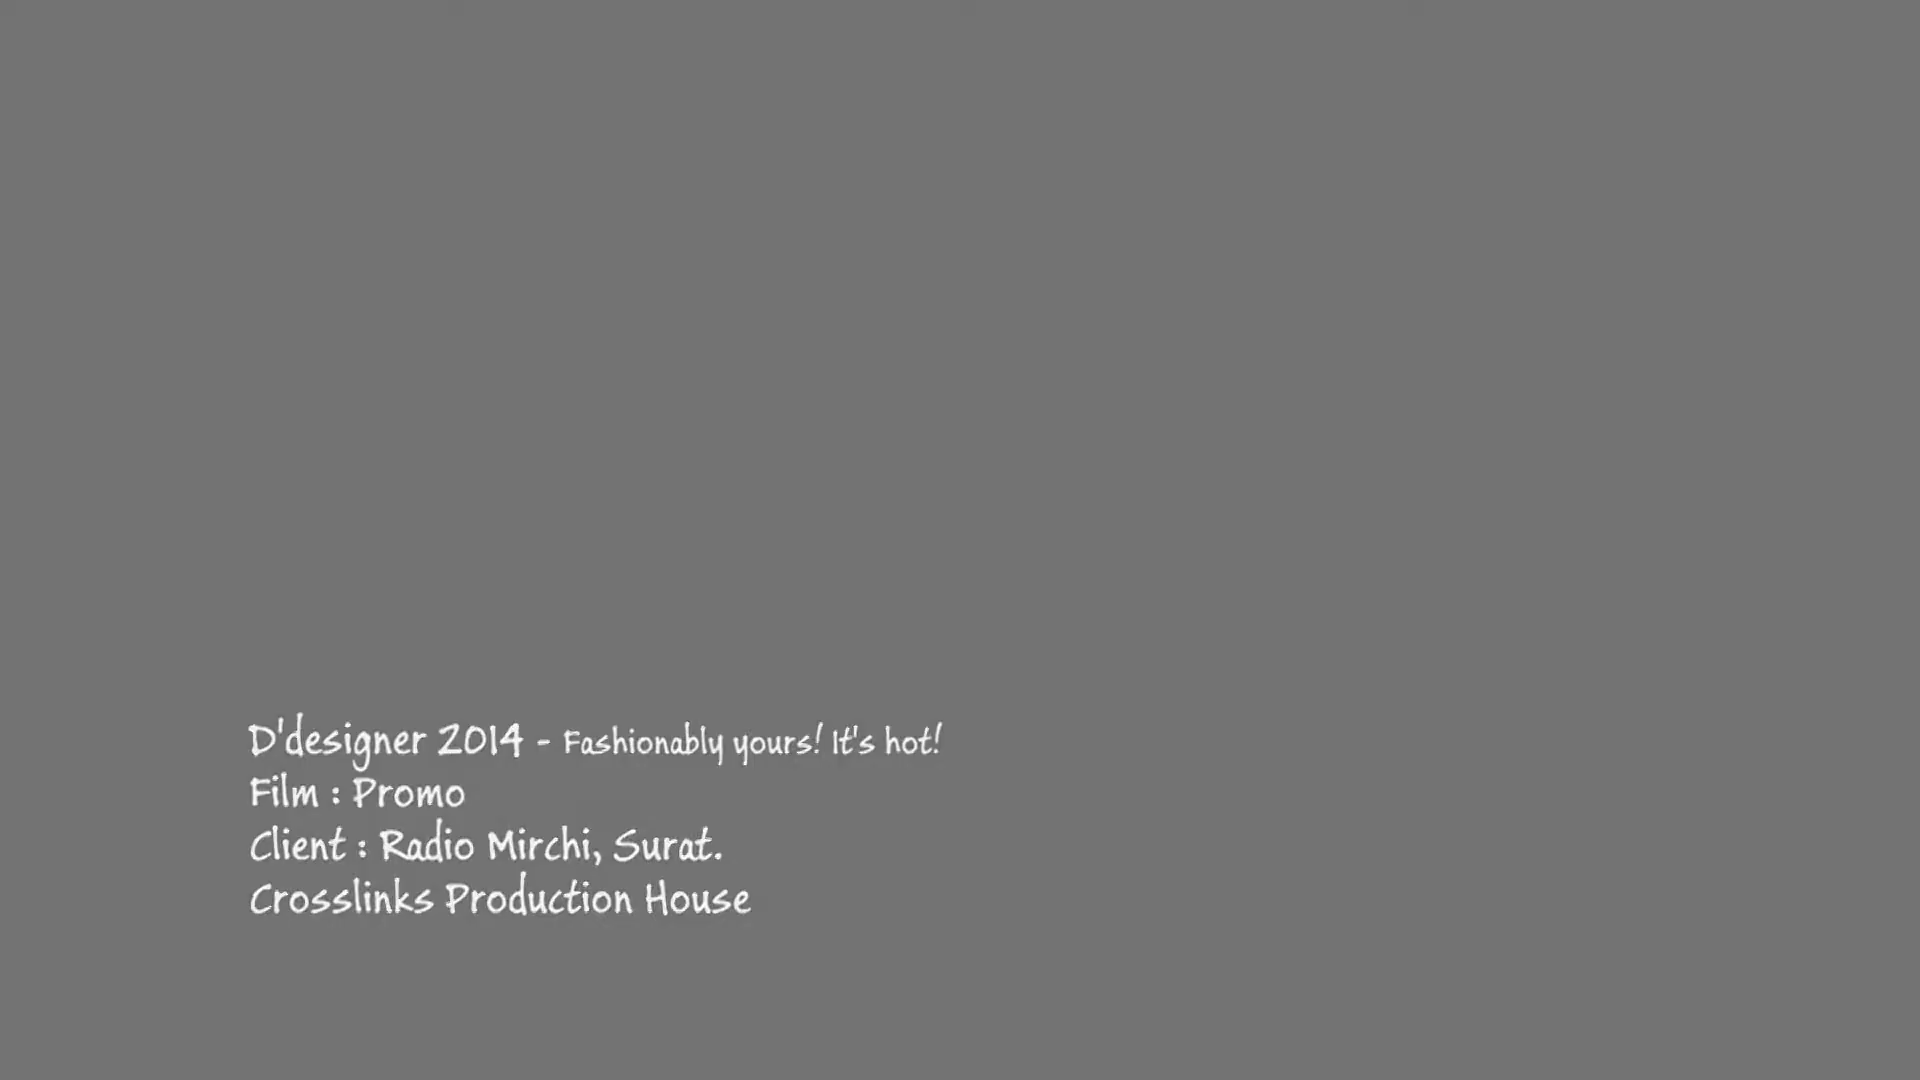 D'designer 2014 - Fashionably yours! It's hot!
Film : Promo
Client : Radio Mirchi, Surat.
Crosslinks Production House